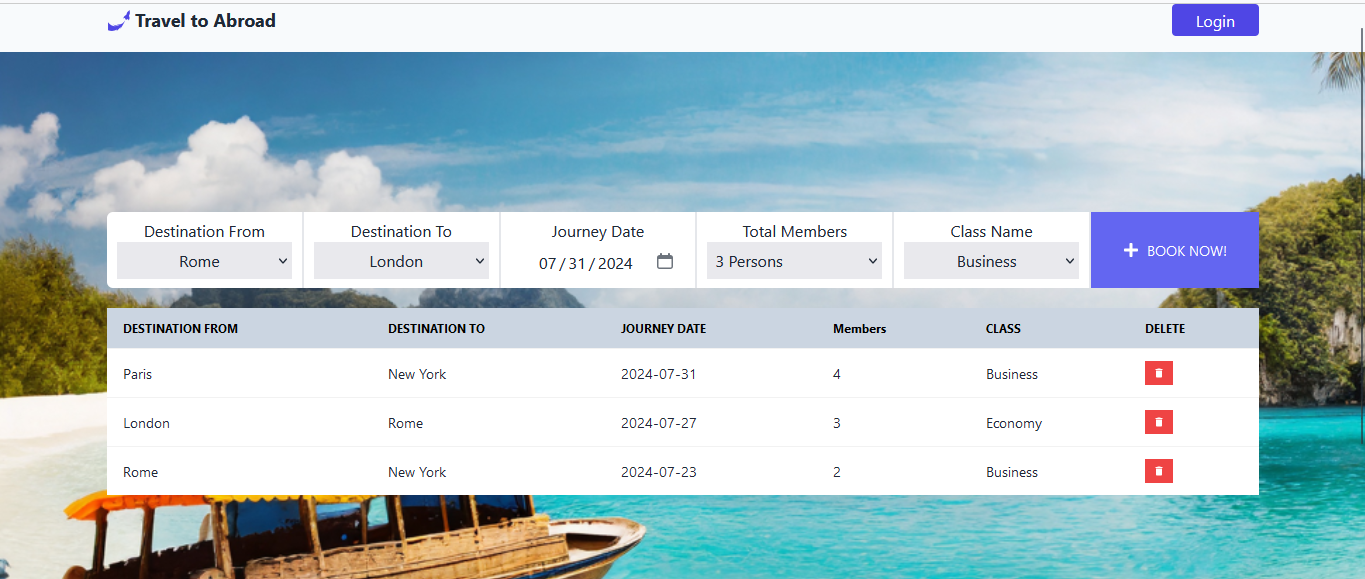 Travel to Abroad Login
Destination From Destination To Journey Date Total Members Class Name
Rome London 07/31/2024 3 Persons Business BOOK NOW!
DESTINATION FROM DESTINATION TO JOURNEY DATE Members CLASS DELETE
Paris New York 2024-07-31 4 Business
London Rome 2024-07-27 3 Economy
Rome New York 2024-07-23 2 Business